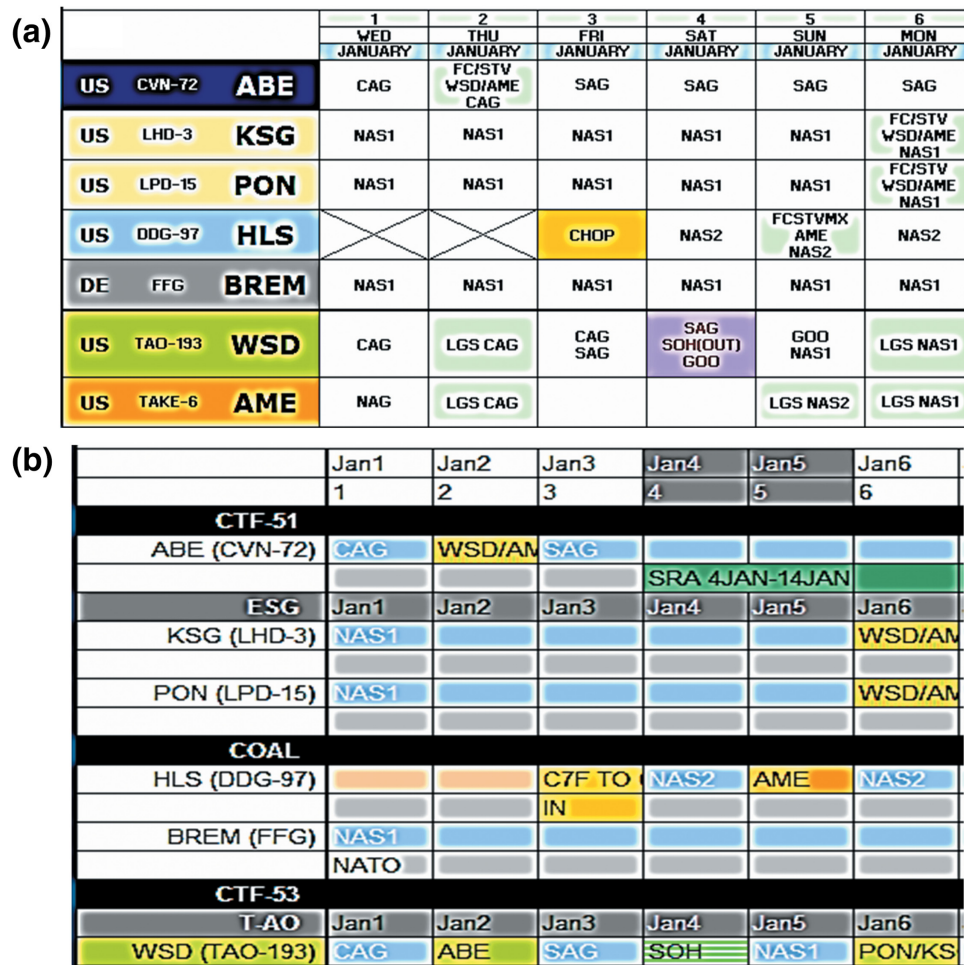 (a)
1 2 3 4 5 6
WED THU FRI SAT SUN MON
JANUARY JANUARY JANUARY JANUARY JANUARY JANUARY
US CVN-72 ABE CAG FC/STV WSD/AME CAG SAG SAG SAG SAG
US LHD-3 KSG NAS1 NAS1 NAS1 NAS1 NAS1 FC/STV WSD/AME NAS1
US LPD-15 PON NAS1 NAS1 NAS1 NAS1 NAS1 FC/STV WSD/AME NAS1
US DDG-97 HLS CHOP NAS2 FCSTVMX AME NAS2 NAS2
DE FFG BREM NAS1 NAS1 NAS1 NAS1 NAS1 NAS1
US TAO-193 WSD CAG LGS CAG CAG SAG SAG SOH(OUT) GOO GOO NAS1 LGS NAS1
US TAKE-6 AME NAG LGS CAG LGS NAS2 LGS NAS1
(b)
Jan1 Jan2 Jan3 Jan4 Jan5 Jan6
1 2 3 4 5 6
CTF-51
ABE (CVN-72) CAG WSD/AM SAG
SRA 4JAN-14JAN
ESG Jan1 Jan2 Jan3 Jan4 Jan5 Jan6
KSG (LHD-3) NAS1 WSD/AM
PON (LPD-15) NAS1 WSD/AM
COAL
HLS (DDG-97) C7F TO NAS2 AME NAS2
IN
BREM (FFG) NAS1
NATO
CTF-53
T-AO Jan1 Jan2 Jan3 Jan4 Jan5 Jan6
WSD (TAO-193) CAG ABE SAG SOH NAS1 PON/KS